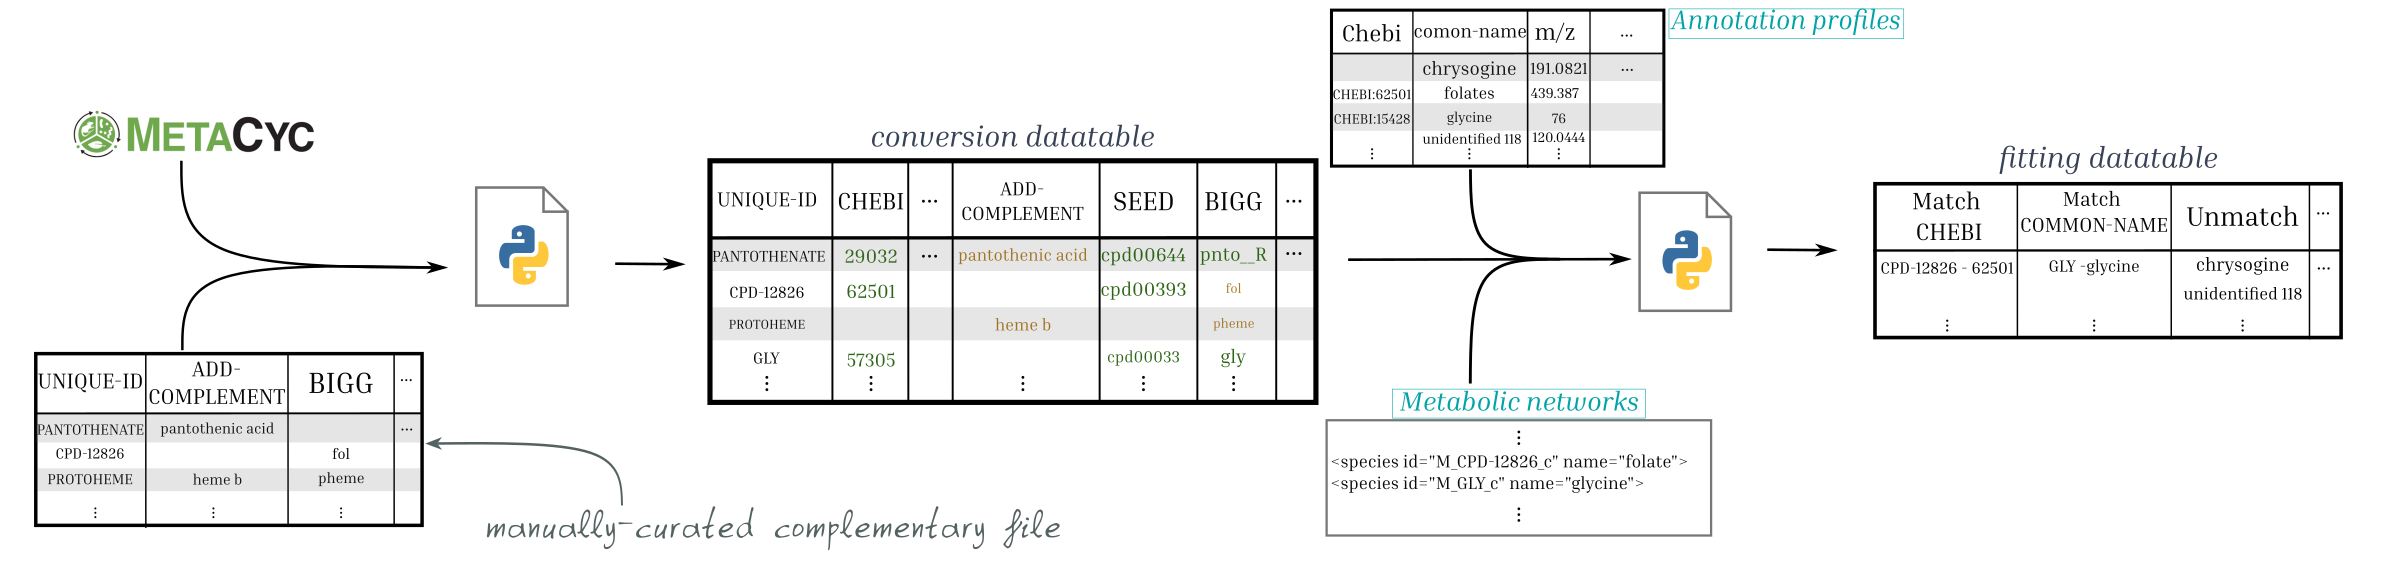 METACYC
UNIQUE-ID ADD-COMPLEMENT BIGG ...
PANTOTHENATE pantothenic acid ...
CPD-12826 fol
PROTOHEME heme b pheme
⋮ ⋮ ⋮
manually-curated complementary file
conversion datatable
UNIQUE-ID CHEBI ... ADD-COMPLEMENT SEED BIGG ...
PANTOTHENATE 29032 ... pantothenic acid cpd00644 pnto__R ...
CPD-12826 62501 cpd00393 fol
PROTOHEME heme b pheme
GLY 57305 cpd00033 gly
⋮ ⋮ ⋮ ⋮ ⋮
Annotation profiles
Chebi comon-name m/z ...
chrysogine 191.0821 ...
CHEBI:62501 folates 439.387
CHEBI:15428 glycine 76
unidentified 118 120.0444
⋮ ⋮ ⋮
Metabolic networks
⋮
<species id="M_CPD-12826_c" name="folate">
<species id="M_GLY_c" name="glycine">
⋮
fitting datatable
Match CHEBI Match COMMON-NAME Unmatch ...
CPD-12826 - 62501 GLY -glycine chrysogine ...
unidentified 118
⋮ ⋮ ⋮